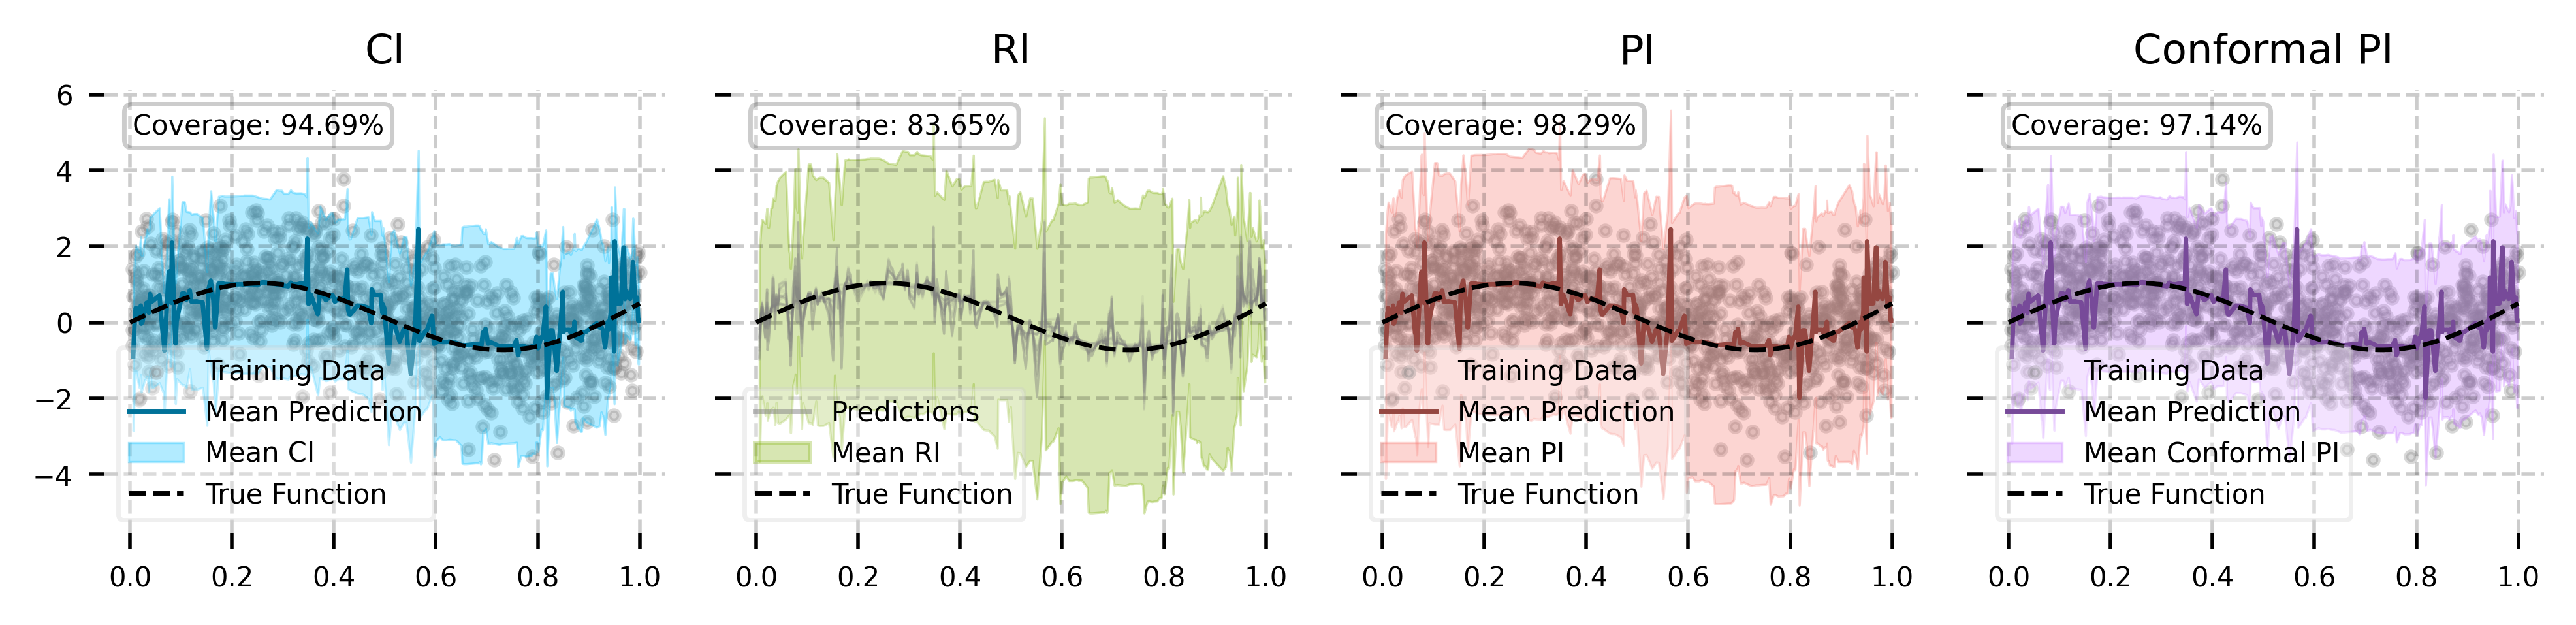 CI
RI
PI
Conformal PI
Coverage: 94.69%
Coverage: 83.65%
Coverage: 98.29%
Coverage: 97.14%
6
4
2
0
−2
−4
Training Data
Mean Prediction
Mean CI
True Function
Predictions
Mean RI
True Function
Training Data
Mean Prediction
Mean PI
True Function
Training Data
Mean Prediction
Mean Conformal PI
True Function
0.0 0.2 0.4 0.6 0.8 1.0
0.0 0.2 0.4 0.6 0.8 1.0
0.0 0.2 0.4 0.6 0.8 1.0
0.0 0.2 0.4 0.6 0.8 1.0